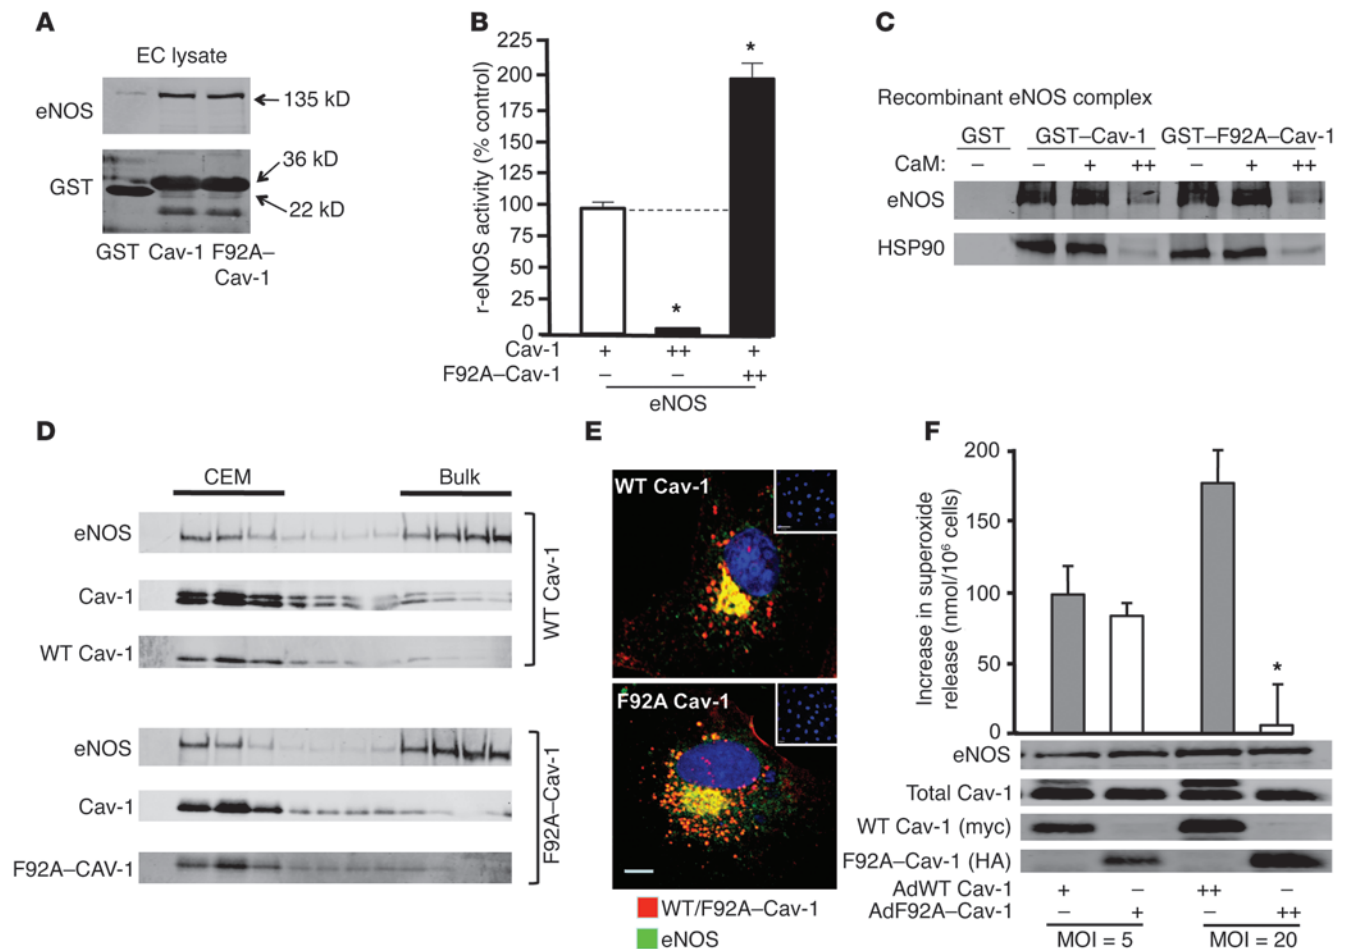 A
EC lysate
eNOS
135 kD
GST
36 kD
22 kD
GST Cav-1 F92A–
Cav-1
B
r-eNOS activity (% control)
225
200
175
150
125
100
75
50
25
0
*
*
Cav-1 + ++ +
F92A–Cav-1 – – ++
eNOS
C
Recombinant eNOS complex
GST GST–Cav-1 GST–F92A–Cav-1
CaM: – – + ++ – + ++
eNOS
HSP90
D
CEM Bulk
eNOS
Cav-1
WT Cav-1
WT Cav-1
eNOS
Cav-1
F92A–CAV-1
F92A–Cav-1
E
WT Cav-1
F92A Cav-1
WT/F92A–Cav-1
eNOS
F
Increase in superoxide
release (nmol/10⁶ cells)
200
150
100
50
0
*
eNOS
Total Cav-1
WT Cav-1 (myc)
F92A–Cav-1 (HA)
AdWT Cav-1 + – ++ –
AdF92A–Cav-1 – + – ++
MOI = 5 MOI = 20